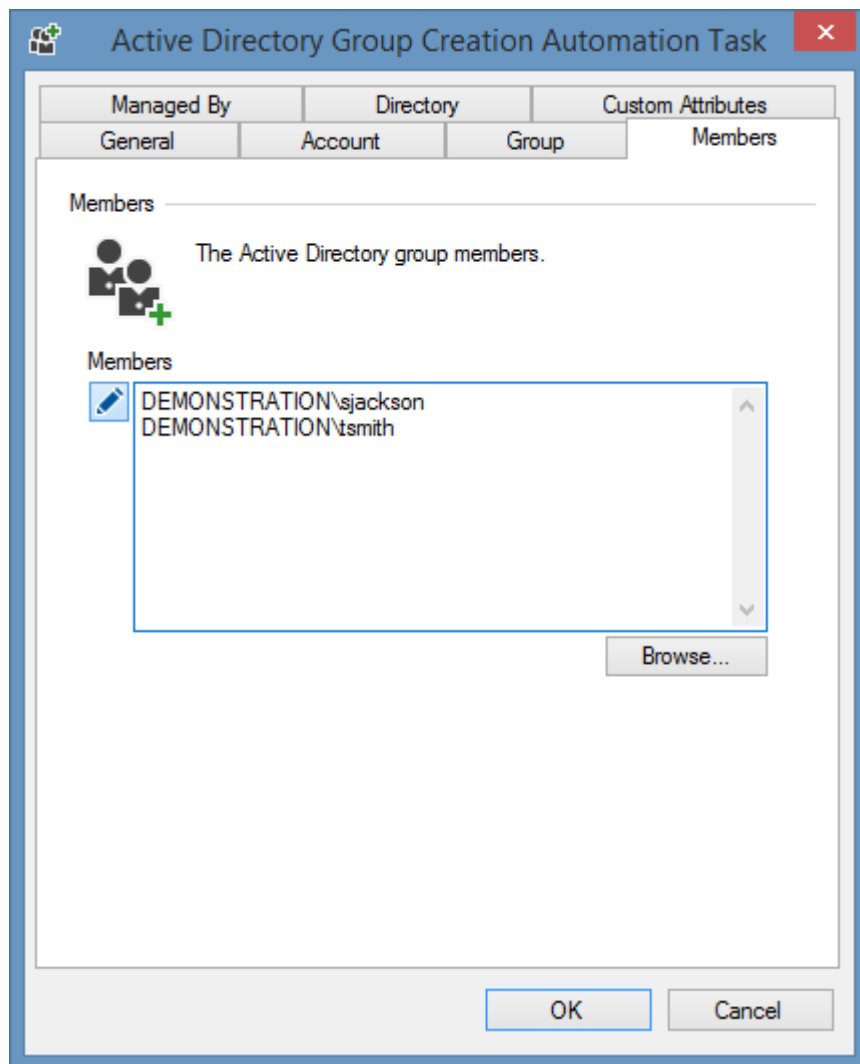 Active Directory Group Creation Automation Task
Managed By Directory Custom Attributes
General Account Group Members
Members
The Active Directory group members.
Members
DEMONSTRATION\sjackson
DEMONSTRATION\tsmith
Browse...
OK Cancel